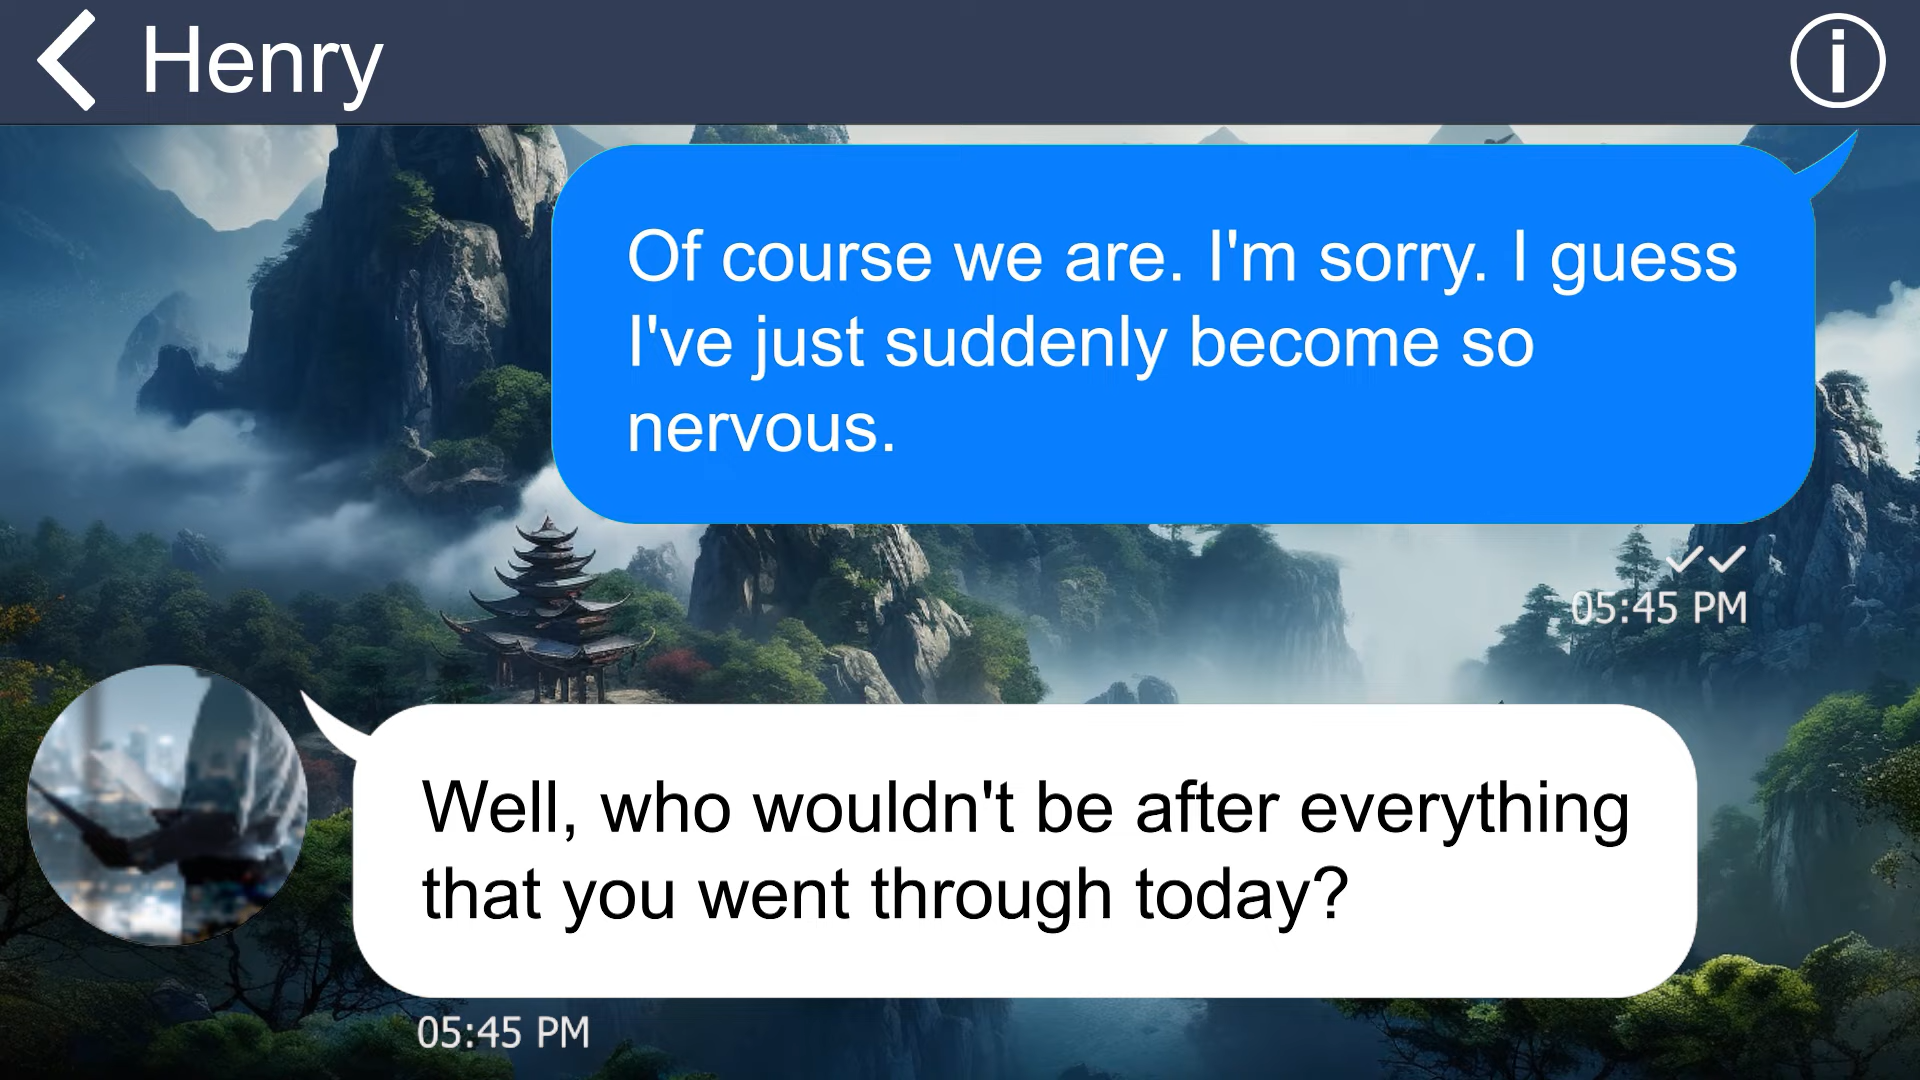 Henry
Of course we are. I'm sorry. I guess
I've just suddenly become so
nervous.
05:45 PM
Well, who wouldn't be after everything
that you went through today?
05:45 PM